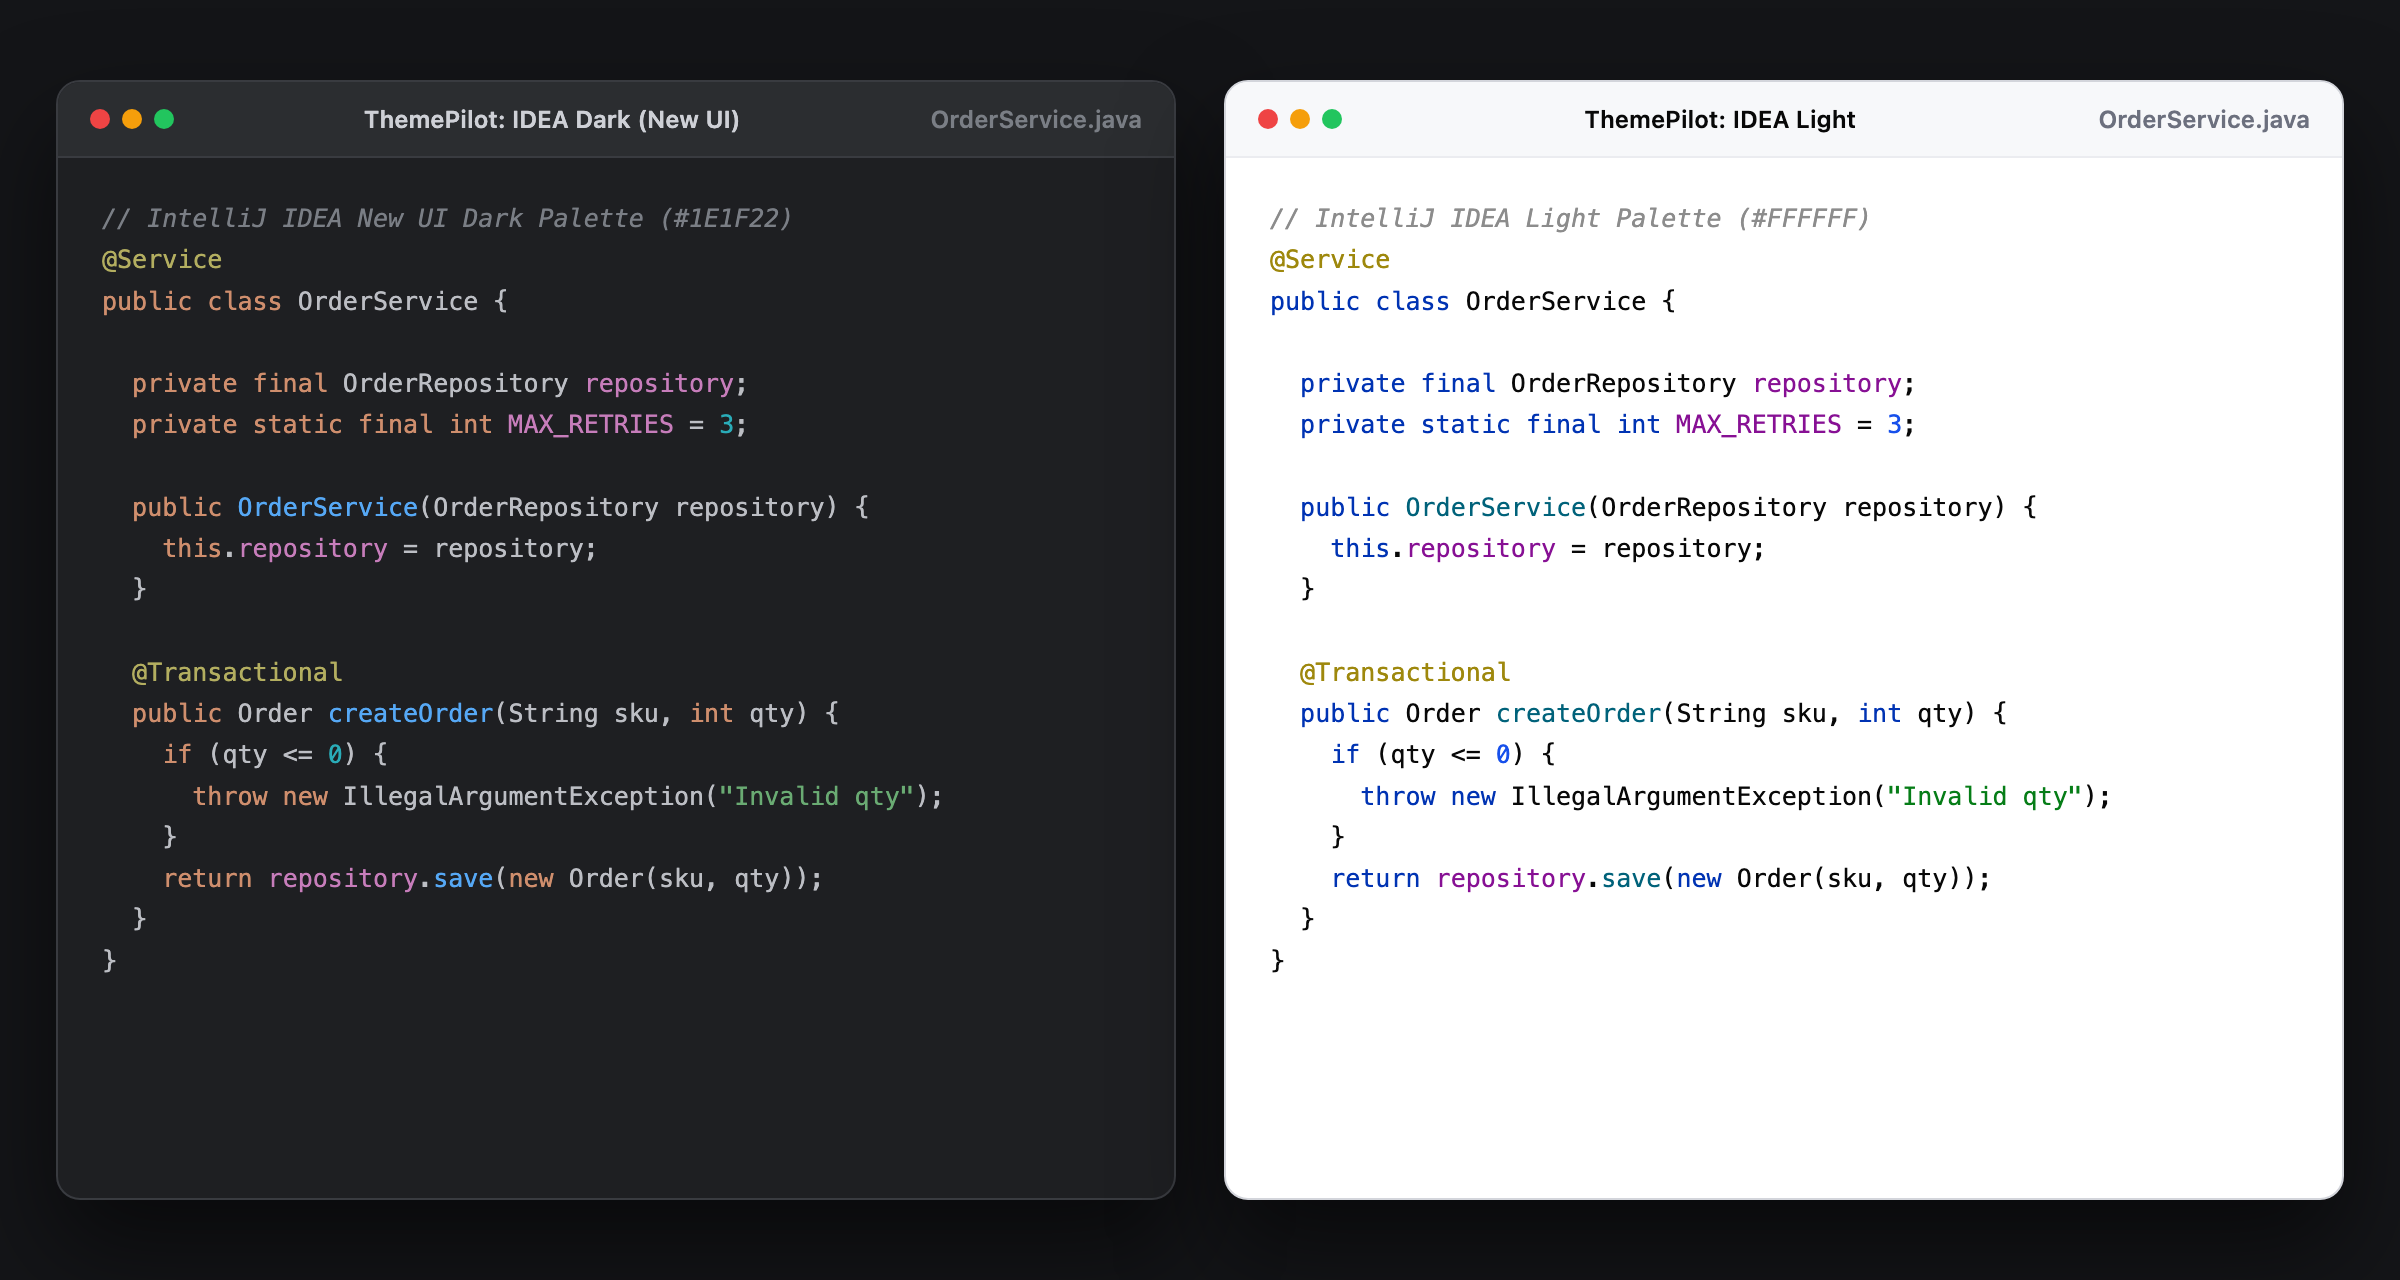 ThemePilot: IDEA Dark (New UI)
OrderService.java
// IntelliJ IDEA New UI Dark Palette (#1E1F22)
@Service
public class OrderService {
  private final OrderRepository repository;
  private static final int MAX_RETRIES = 3;
  public OrderService(OrderRepository repository) {
    this.repository = repository;
  }
  @Transactional
  public Order createOrder(String sku, int qty) {
    if (qty <= 0) {
      throw new IllegalArgumentException("Invalid qty");
    }
    return repository.save(new Order(sku, qty));
  }
}
ThemePilot: IDEA Light
OrderService.java
// IntelliJ IDEA Light Palette (#FFFFFF)
@Service
public class OrderService {
  private final OrderRepository repository;
  private static final int MAX_RETRIES = 3;
  public OrderService(OrderRepository repository) {
    this.repository = repository;
  }
  @Transactional
  public Order createOrder(String sku, int qty) {
    if (qty <= 0) {
      throw new IllegalArgumentException("Invalid qty");
    }
    return repository.save(new Order(sku, qty));
  }
}